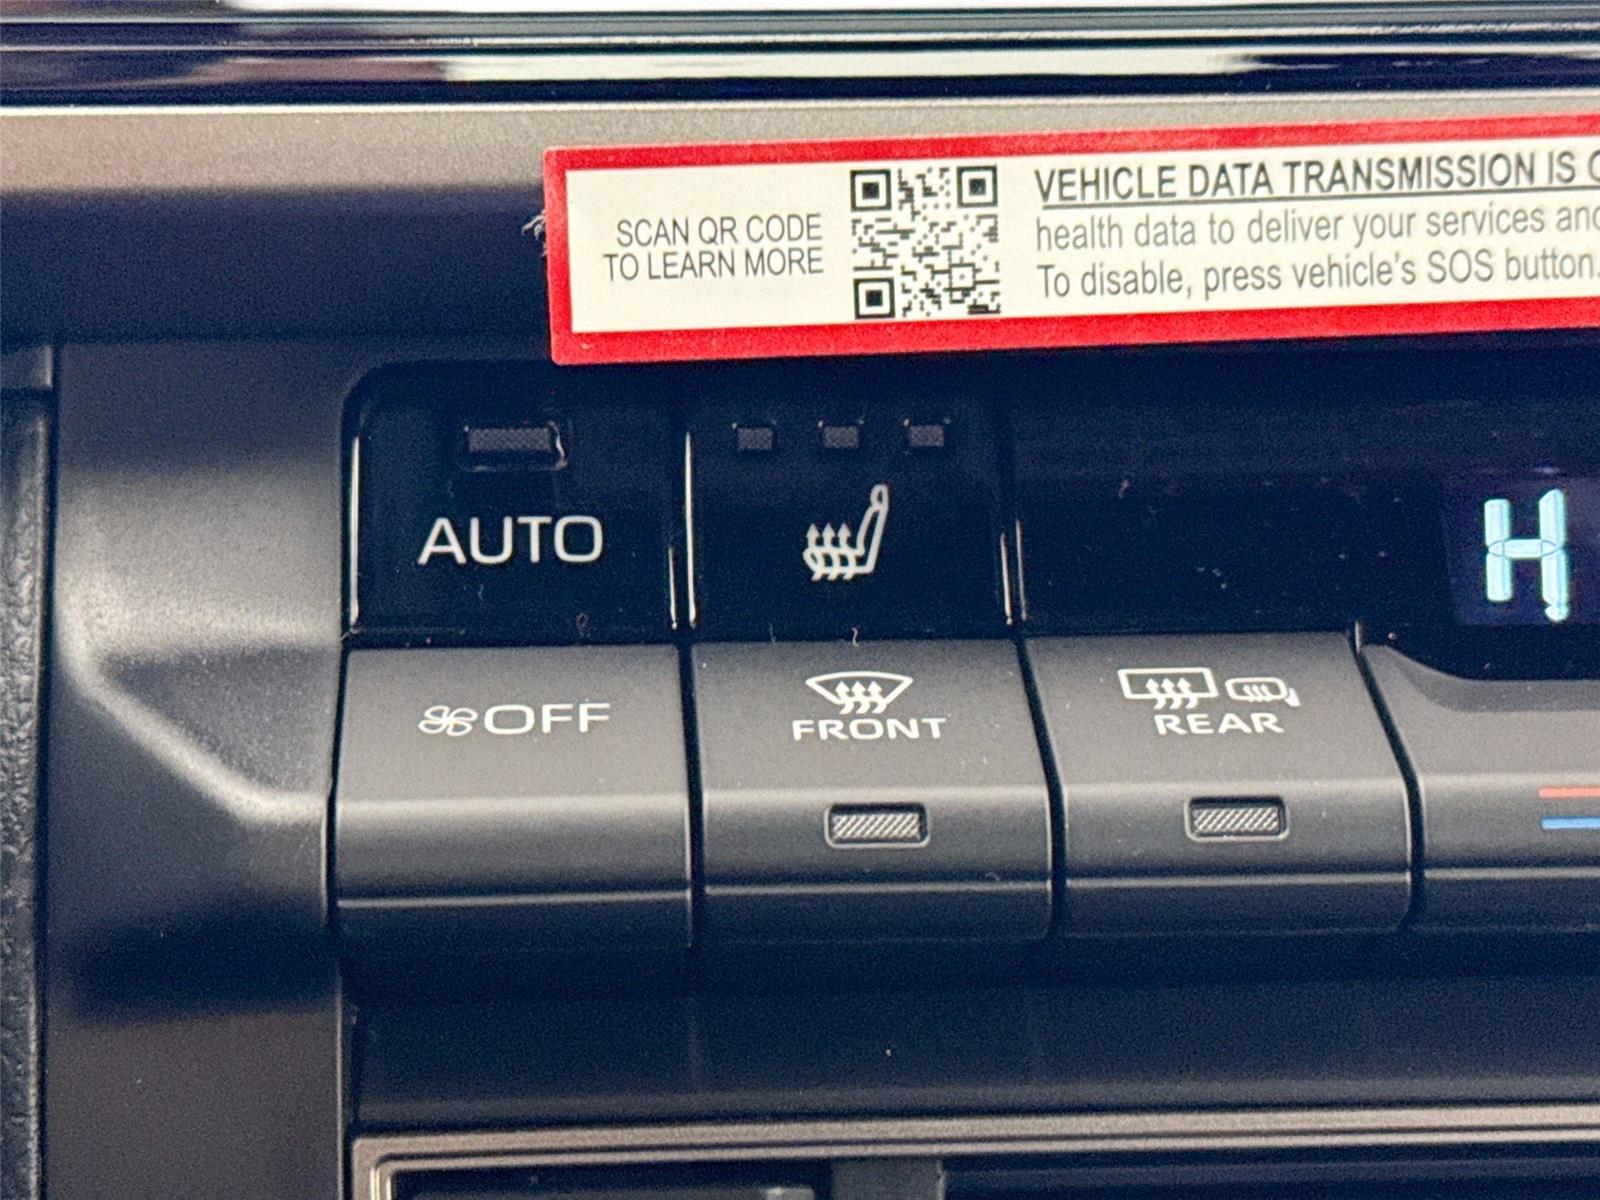 SCAN QR CODE
TO LEARN MORE
VEHICLE DATA TRANSMISSION IS
health data to deliver your services and
To disable, press vehicle's SOS button.
AUTO
H
OFF
FRONT
REAR